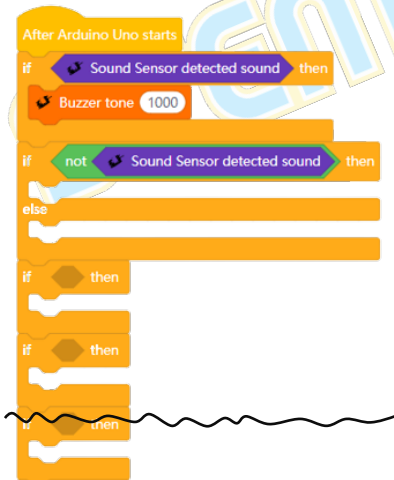 After Arduino Uno starts
if Sound Sensor detected sound then
Buzzer tone 1000
if not Sound Sensor detected sound then
else
if then
if then
if then